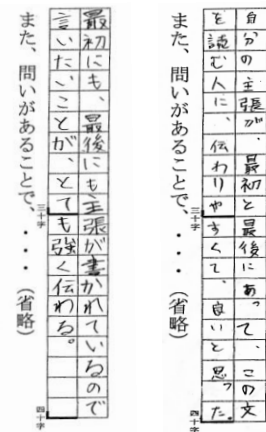 自分の主張が、最初と最後にあって、この文
を読む人に、伝わりやすくて、良いと思った。
三十字
四十字
また、問いがあることで、・・・（省略）
最初にも、最後にも主張が書かれているので
言いたいことが、とても強く伝わる。
三十字
四十字
また、問いがあることで、・・・（省略）